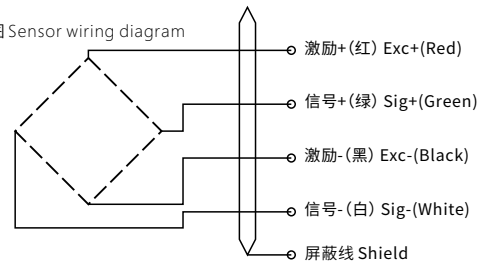 Sensor wiring diagram
激励+(红) Exc+(Red)
信号+(绿) Sig+(Green)
激励-(黑) Exc-(Black)
信号-(白) Sig-(White)
屏蔽线 Shield